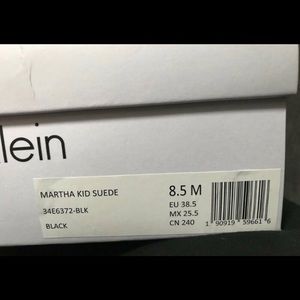 lein
MARTHA KID SUEDE
34E6372-BLK
BLACK
8.5 M
EU 38.5
MX 25.5
CN 240
1 90919 59661 6